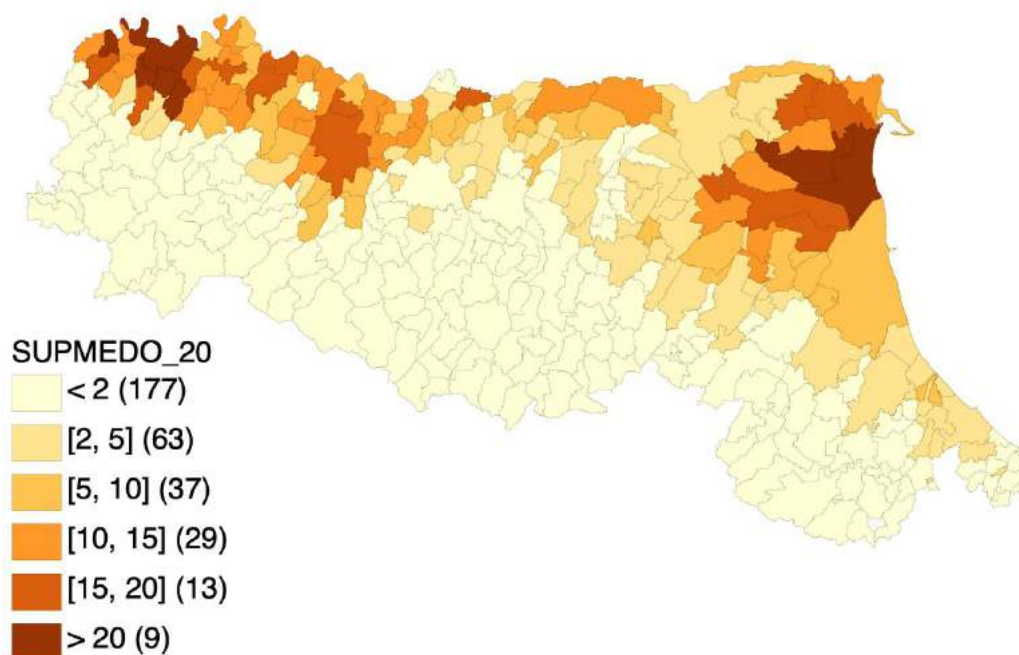 SUPMEDO_20
< 2 (177)
[2, 5] (63)
[5, 10] (37)
[10, 15] (29)
[15, 20] (13)
> 20 (9)